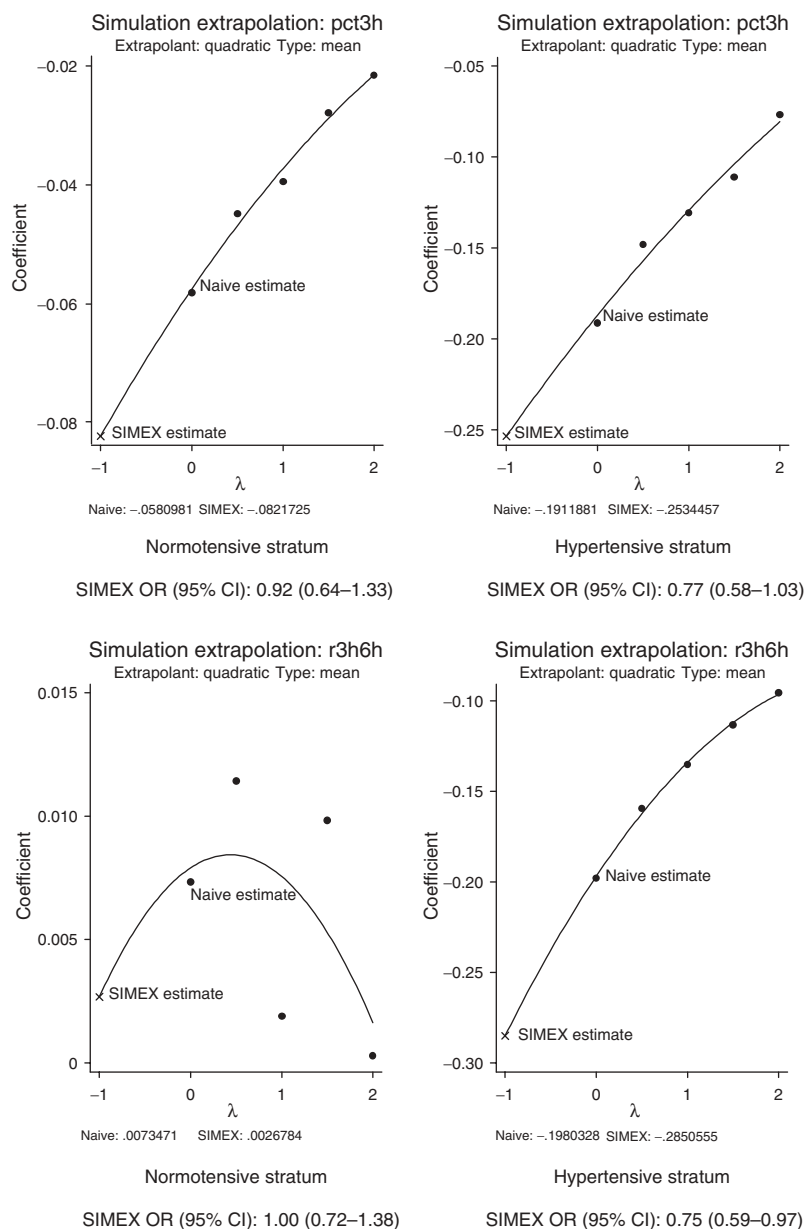 Simulation extrapolation: pct3h
Extrapolant: quadratic Type: mean
−0.02
−0.04
−0.06
−0.08
Coefficient
Naive estimate
SIMEX estimate
−1 0 1 2
λ
Naive: −.0580981 SIMEX: −.0821725
Normotensive stratum
SIMEX OR (95% CI): 0.92 (0.64–1.33)
Simulation extrapolation: pct3h
Extrapolant: quadratic Type: mean
−0.05
−0.10
−0.15
−0.20
−0.25
Coefficient
Naive estimate
SIMEX estimate
−1 0 1 2
λ
Naive: −.1911881 SIMEX: −.2534457
Hypertensive stratum
SIMEX OR (95% CI): 0.77 (0.58–1.03)
Simulation extrapolation: r3h6h
Extrapolant: quadratic Type: mean
0.015
0.010
0.005
0
Coefficient
Naive estimate
SIMEX estimate
−1 0 1 2
λ
Naive: .0073471 SIMEX: .0026784
Normotensive stratum
SIMEX OR (95% CI): 1.00 (0.72–1.38)
Simulation extrapolation: r3h6h
Extrapolant: quadratic Type: mean
−0.10
−0.15
−0.20
−0.25
−0.30
Coefficient
Naive estimate
SIMEX estimate
−1 0 1 2
λ
Naive: −.1980328 SIMEX: −.2850555
Hypertensive stratum
SIMEX OR (95% CI): 0.75 (0.59–0.97)